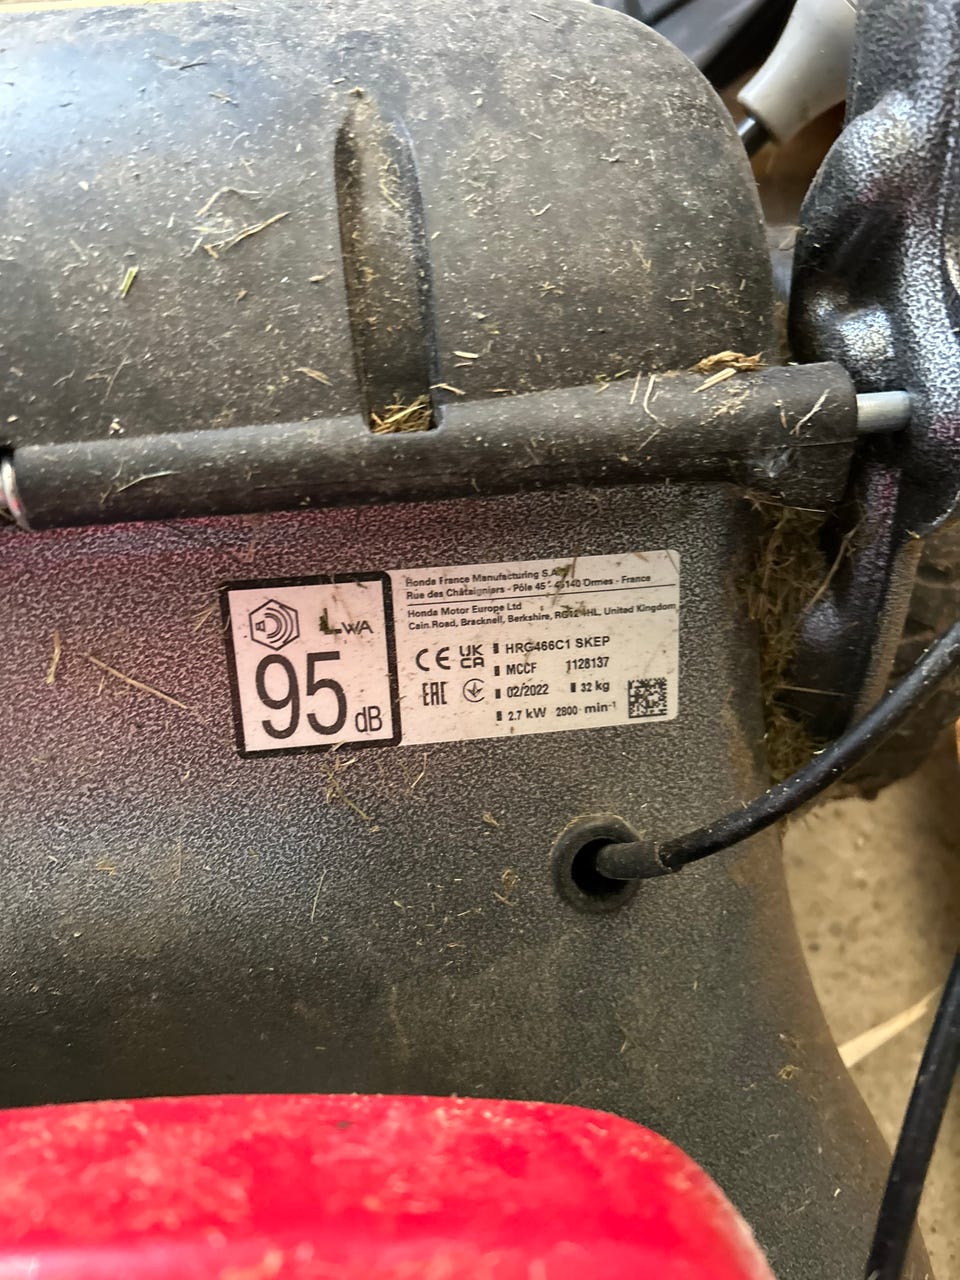 LWA
95 dB
Honda France Manufacturing S.A.
Rue des Châtaigniers - Pôle 45 - 45140 Ormes - France
Honda Motor Europe Ltd
Cain Road, Bracknell, Berkshire, RG12 1HL, United Kingdom
CE UK CA HRG466C1 SKEP
MCCF 1128137
EAC 02/2022 32 kg
2.7 kW 2800 min-1